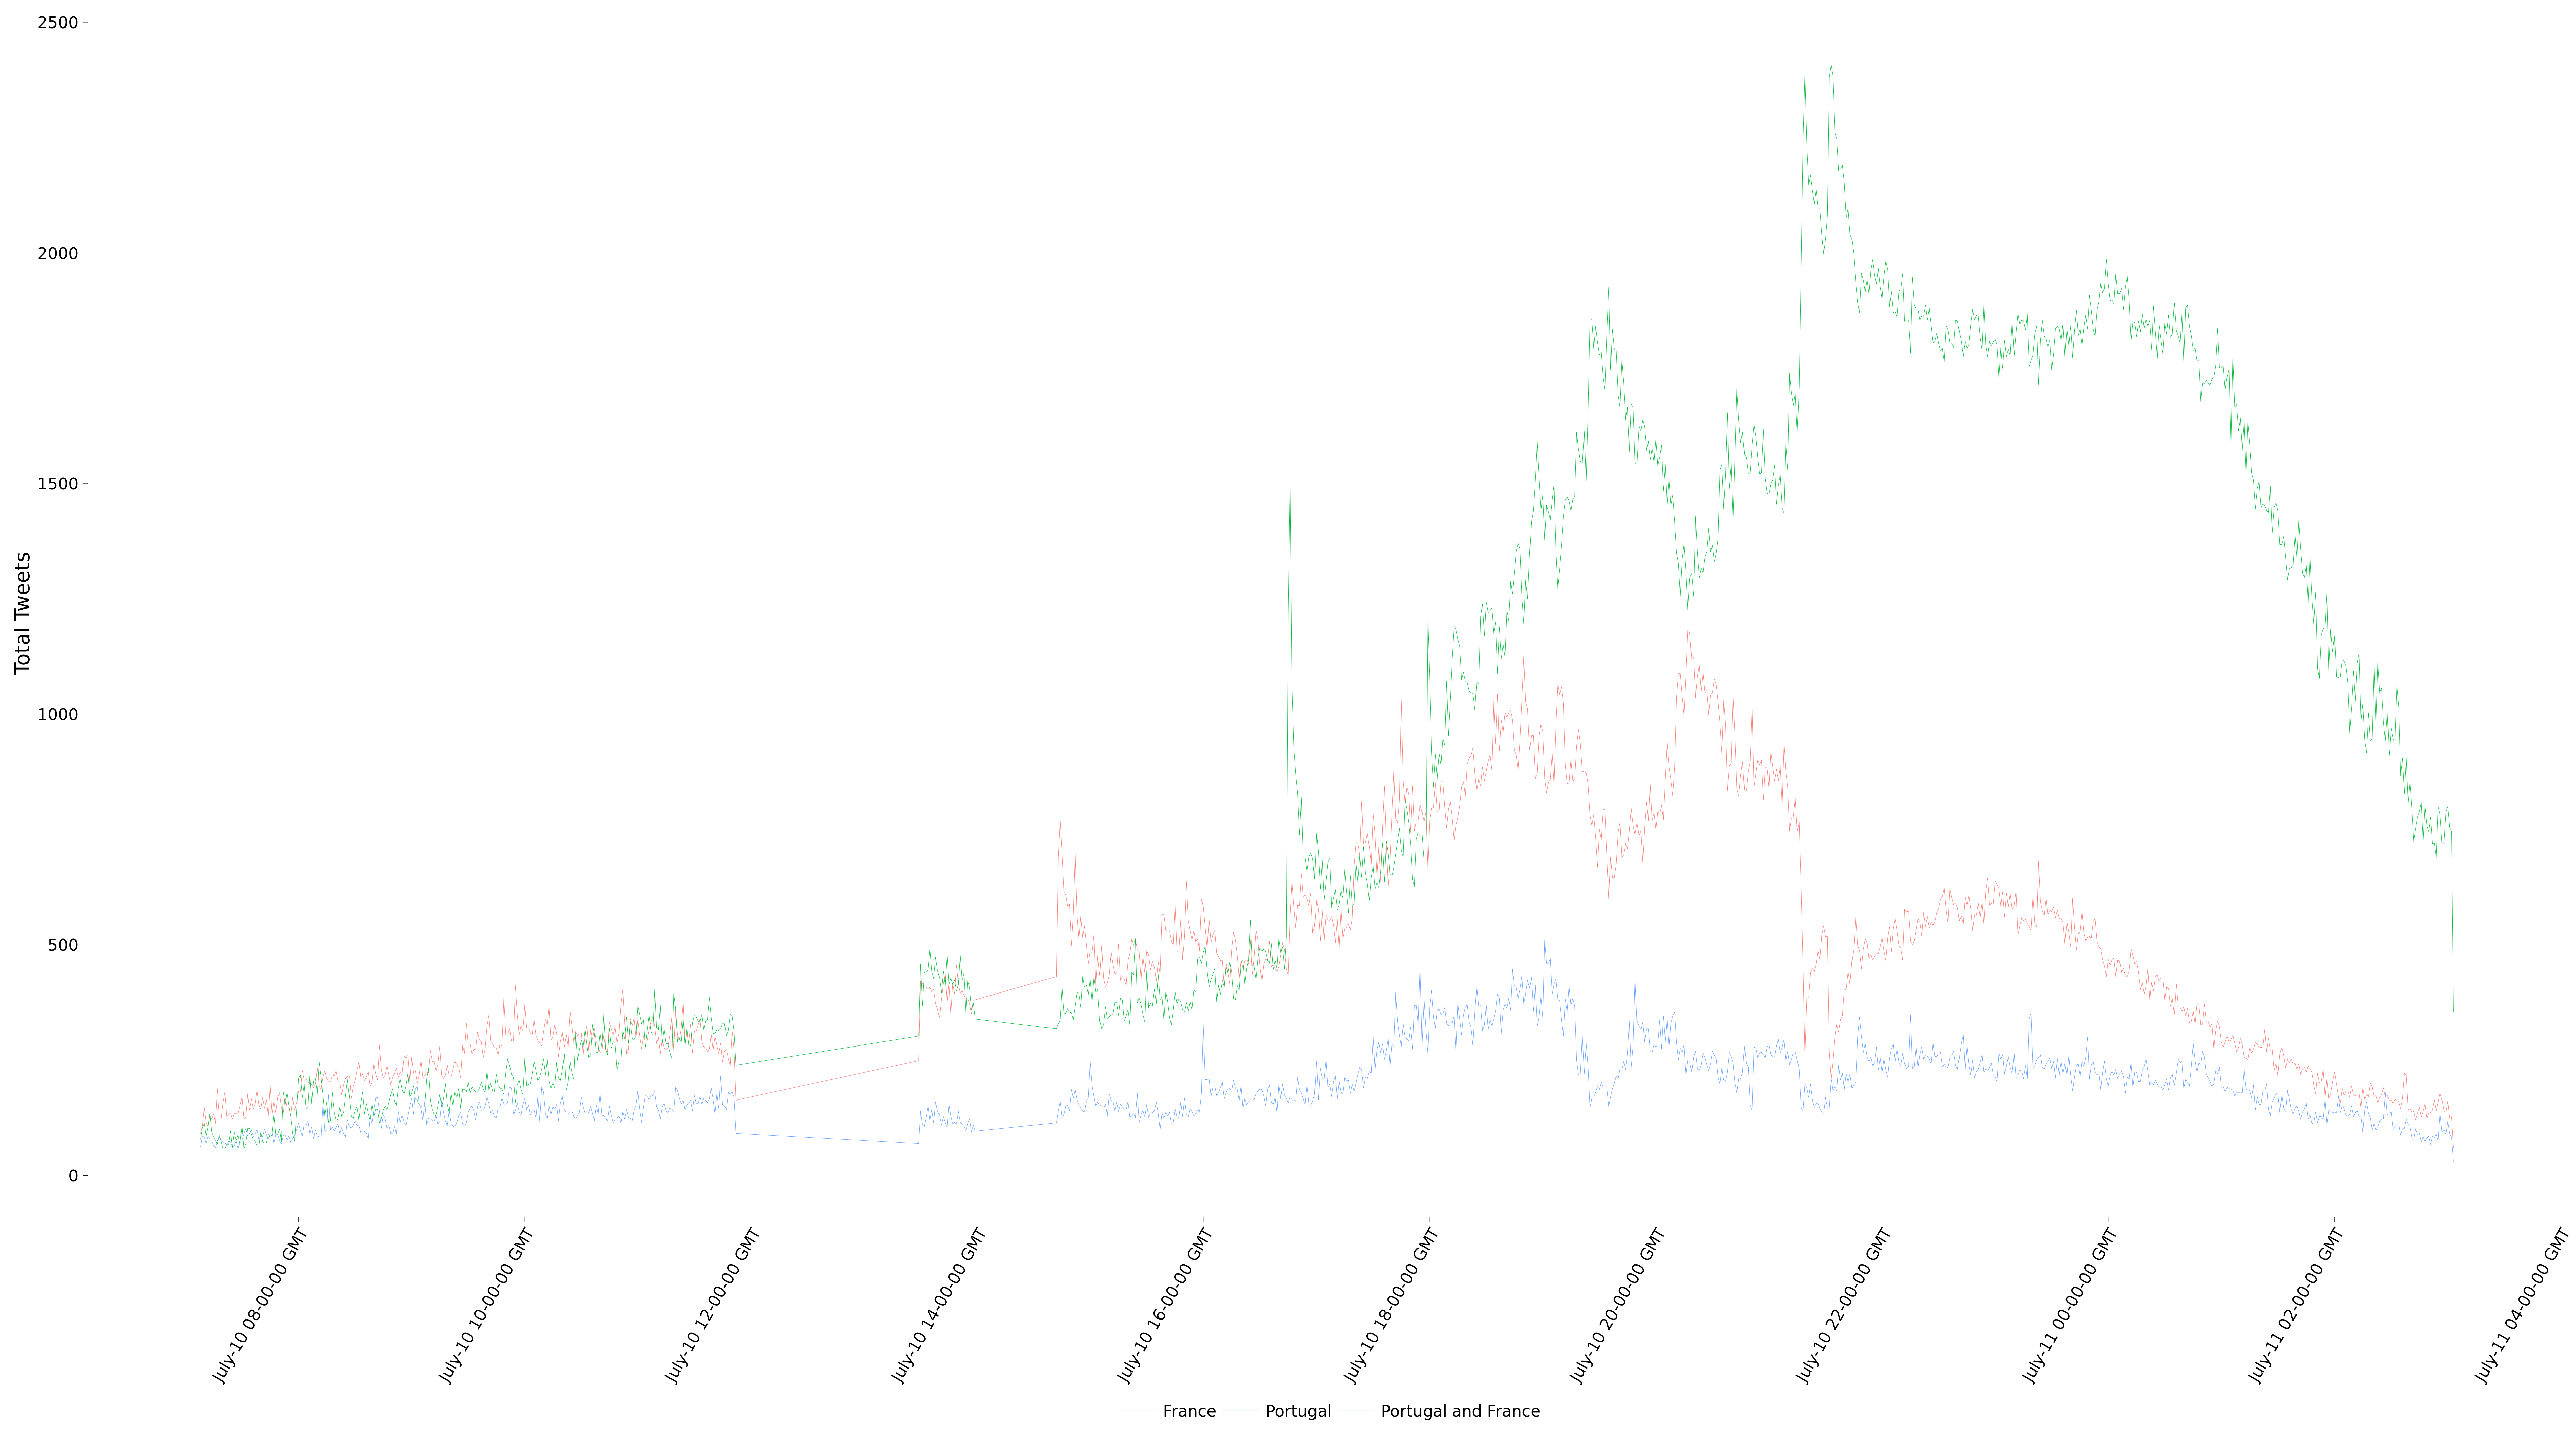 2500
2000
1500
1000
500
0
Total Tweets
July-10 08-00-00 GMT
July-10 10-00-00 GMT
July-10 12-00-00 GMT
July-10 14-00-00 GMT
July-10 16-00-00 GMT
July-10 18-00-00 GMT
July-10 20-00-00 GMT
July-10 22-00-00 GMT
July-11 00-00-00 GMT
July-11 02-00-00 GMT
July-11 04-00-00 GMT
France Portugal Portugal and France